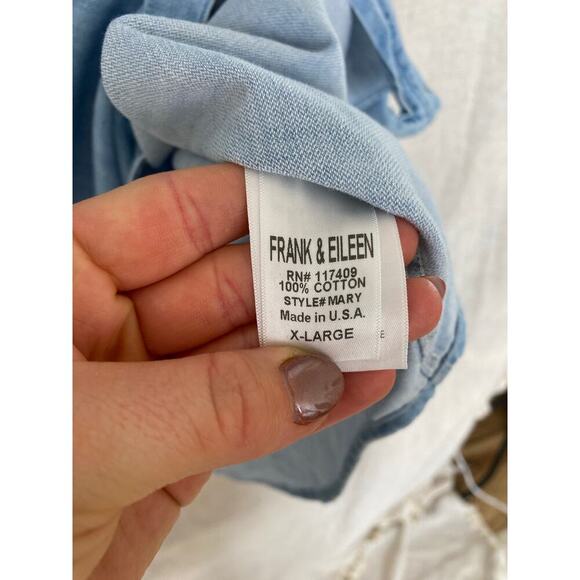 FRANK & EILEEN
RN# 117409
100% COTTON
STYLE# MARY
Made in U.S.A.
X-LARGE
E